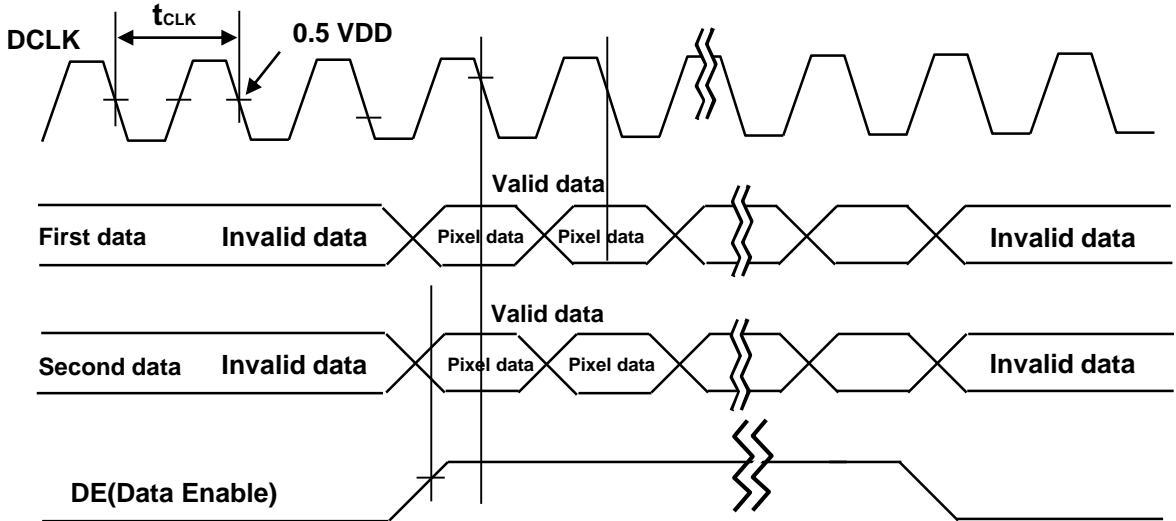 tCLK
DCLK
0.5 VDD
Valid data
First data
Invalid data
Pixel data
Pixel data
Invalid data
Valid data
Second data
Invalid data
Pixel data
Pixel data
Invalid data
DE(Data Enable)